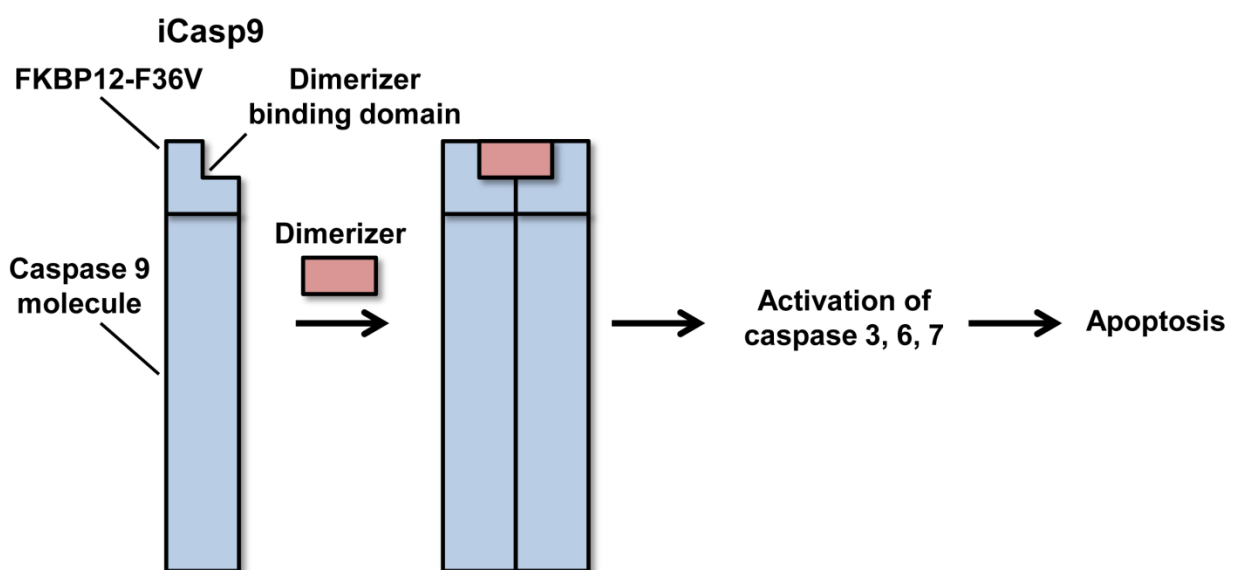 iCasp9
FKBP12-F36V
Dimerizer
binding domain
Dimerizer
Caspase 9
molecule
Activation of
caspase 3, 6, 7
Apoptosis